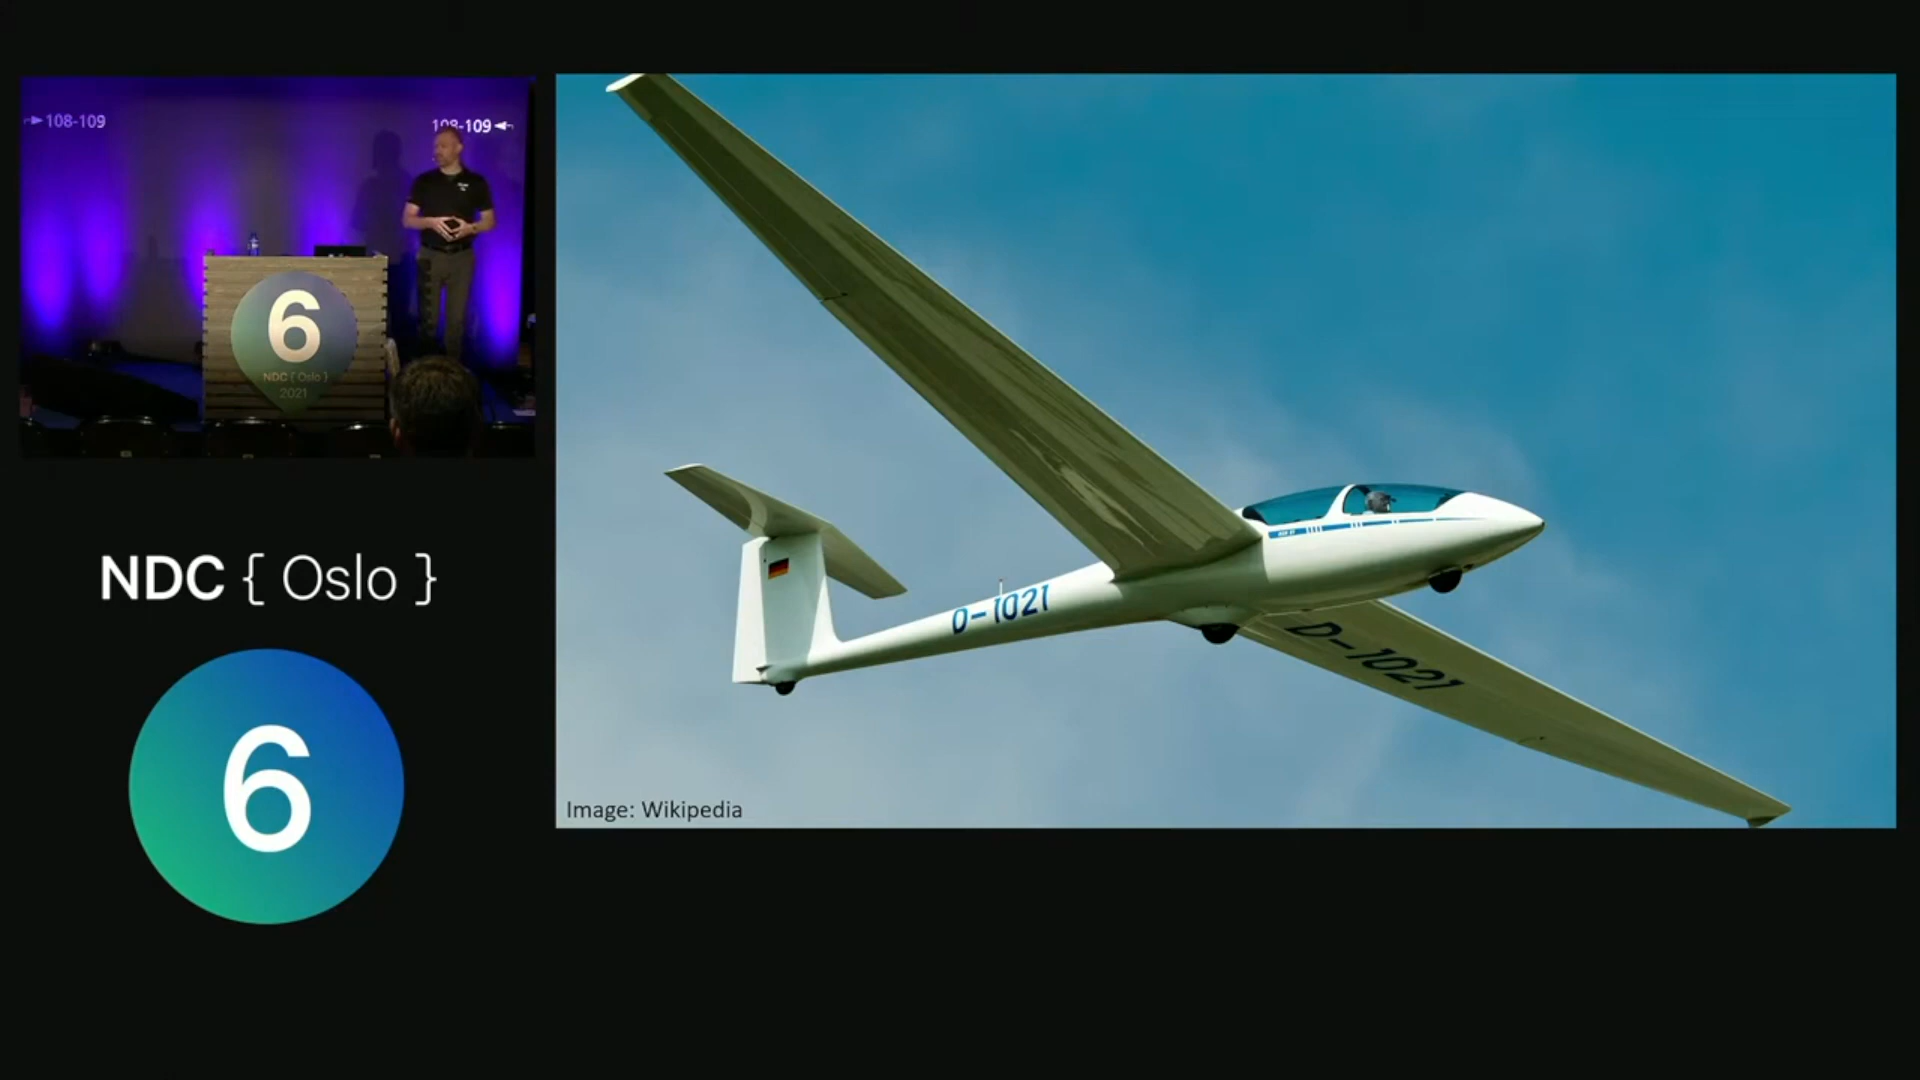 108-109
108-109
6
NDC { Oslo }
2021
NDC { Oslo }
6
D-1021
D-1021
Image: Wikipedia